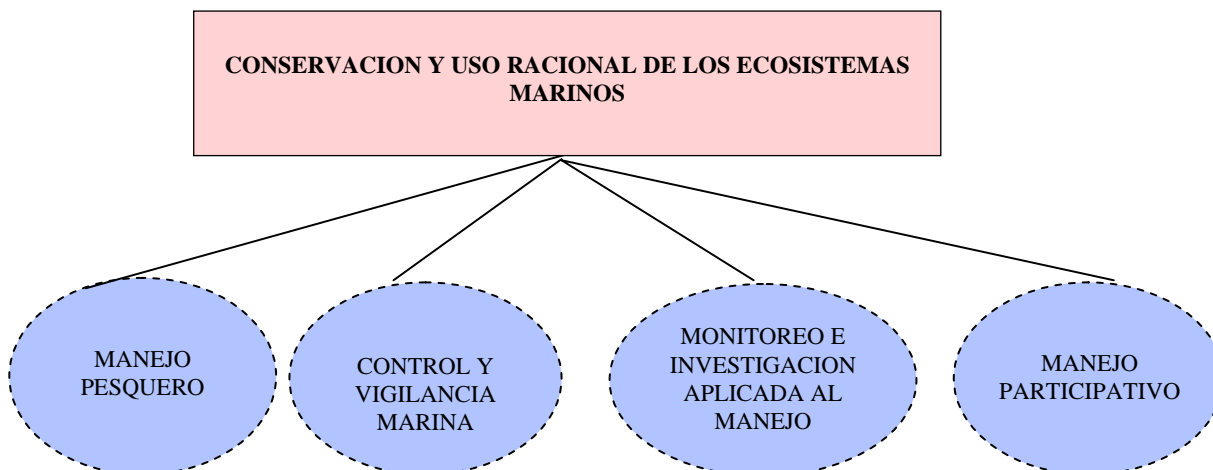 CONSERVACION Y USO RACIONAL DE LOS ECOSISTEMAS
MARINOS
MANEJO
PESQUERO
CONTROL Y
VIGILANCIA
MARINA
MONITOREO E
INVESTIGACION
APLICADA AL
MANEJO
MANEJO
PARTICIPATIVO